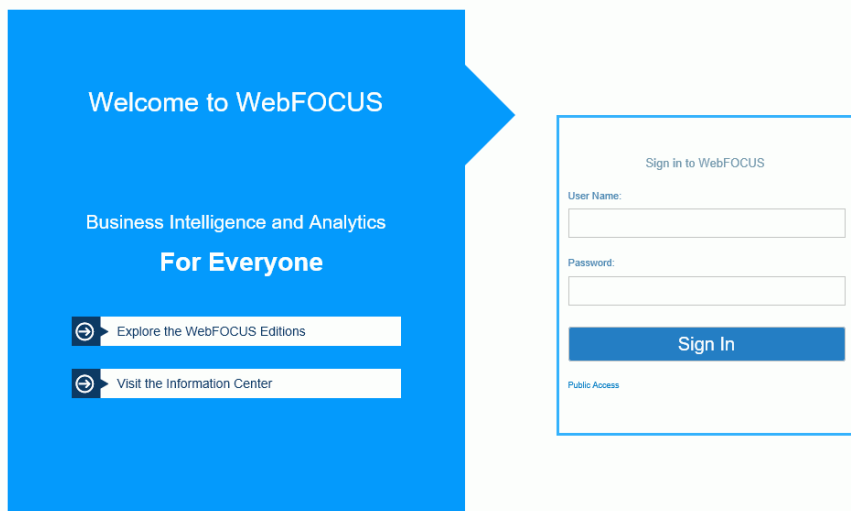 Welcome to WebFOCUS
Business Intelligence and Analytics
For Everyone
Explore the WebFOCUS Editions
Visit the Information Center
Sign in to WebFOCUS
User Name:
Password:
Sign In
Public Access